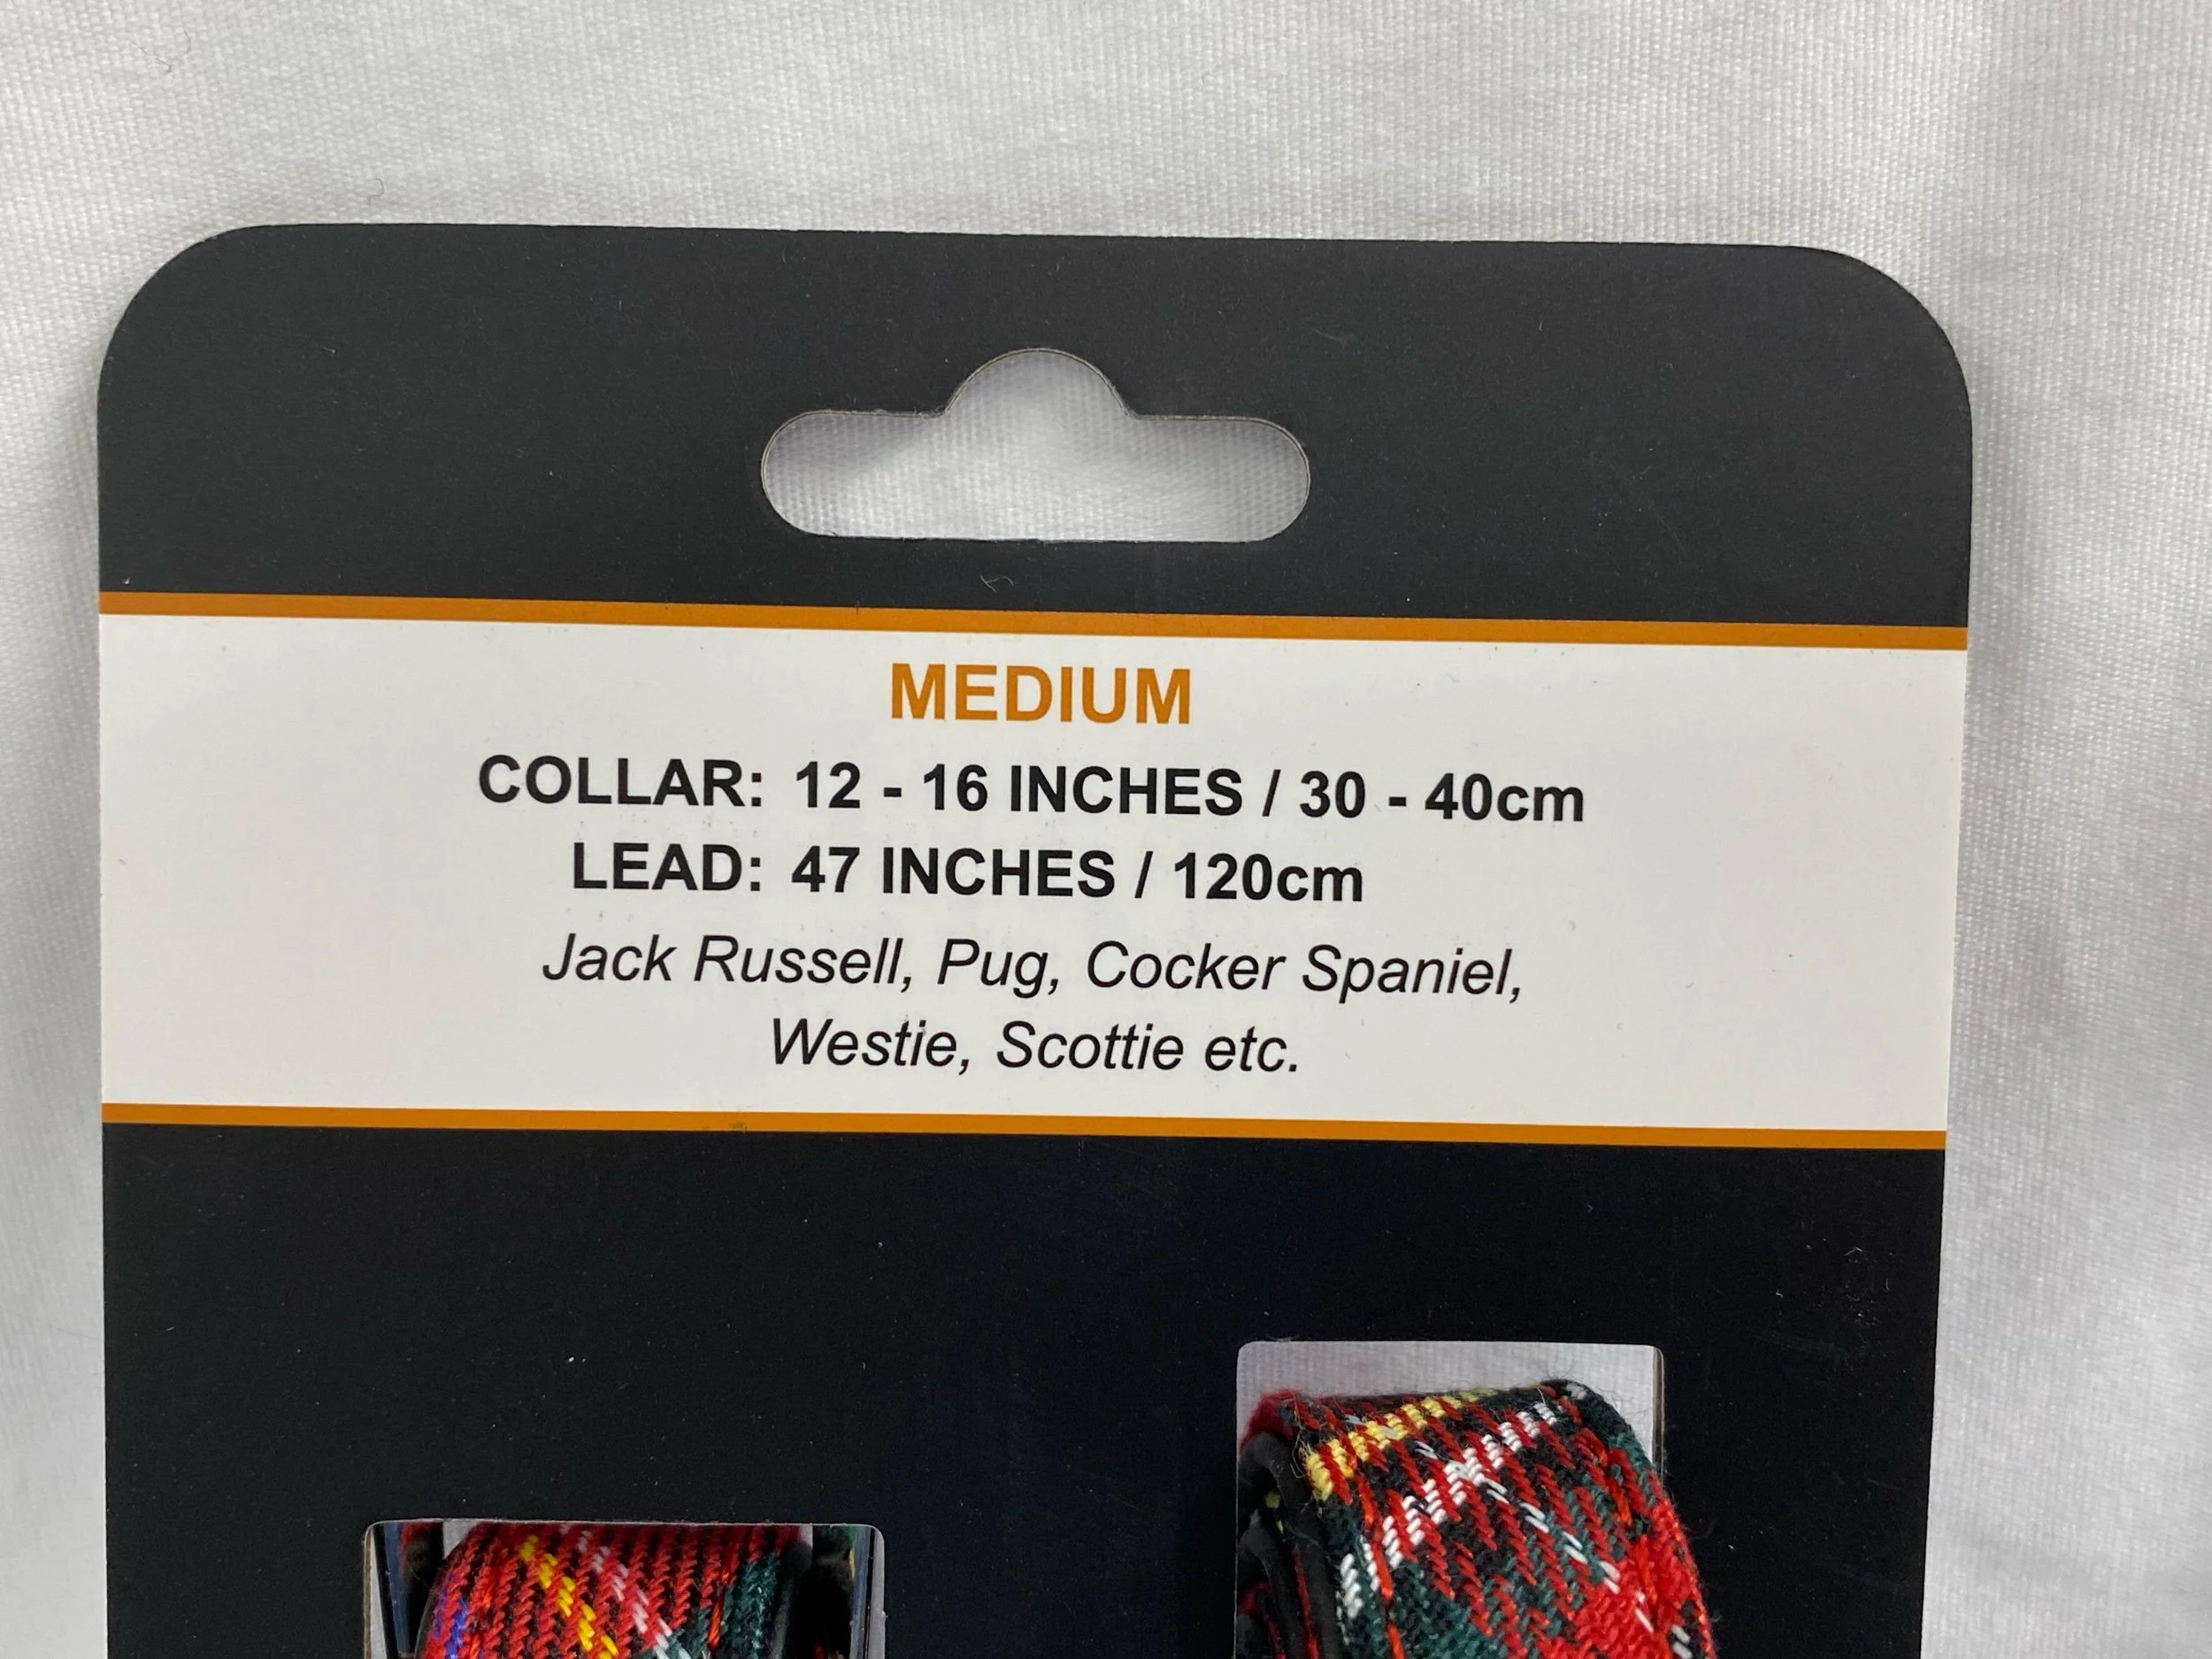 MEDIUM
COLLAR: 12 - 16 INCHES / 30 - 40cm
LEAD: 47 INCHES / 120cm
Jack Russell, Pug, Cocker Spaniel,
Westie, Scottie etc.